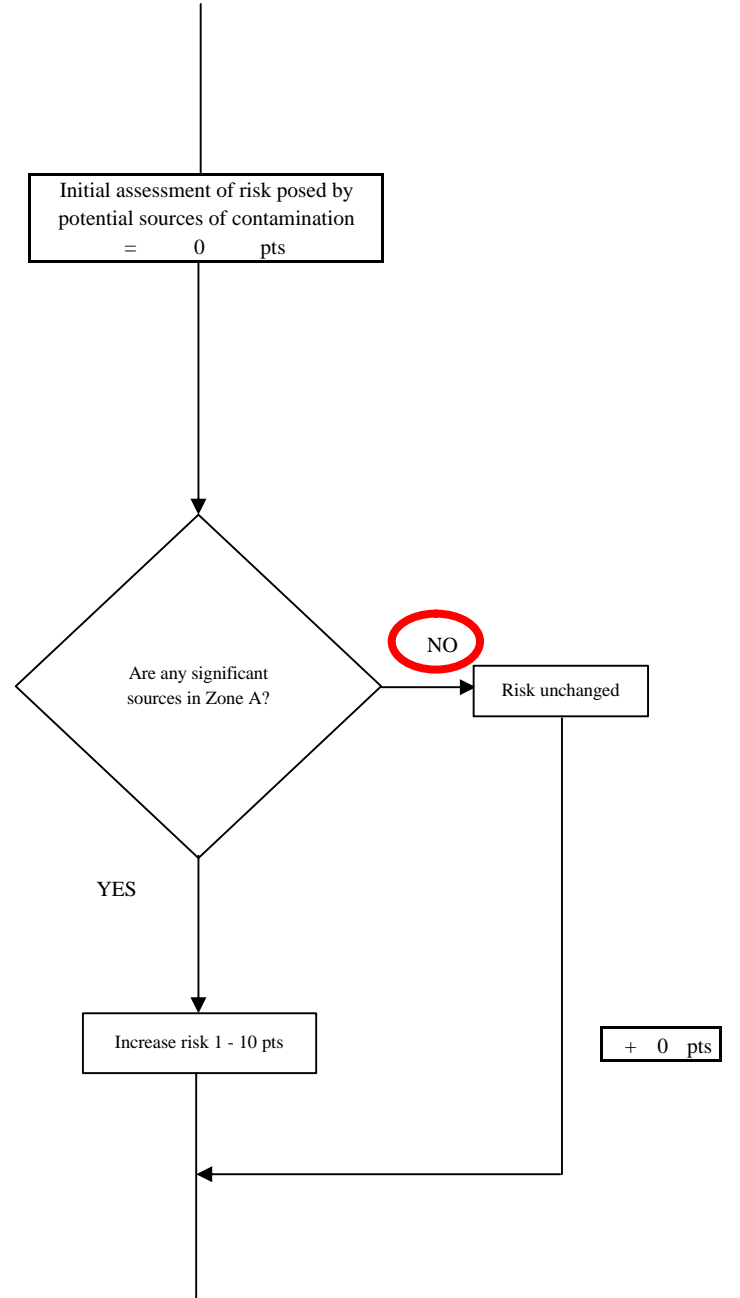 Initial assessment of risk posed by
potential sources of contamination
= 0 pts
NO
Are any significant
sources in Zone A?
Risk unchanged
YES
Increase risk 1 - 10 pts
+ 0 pts